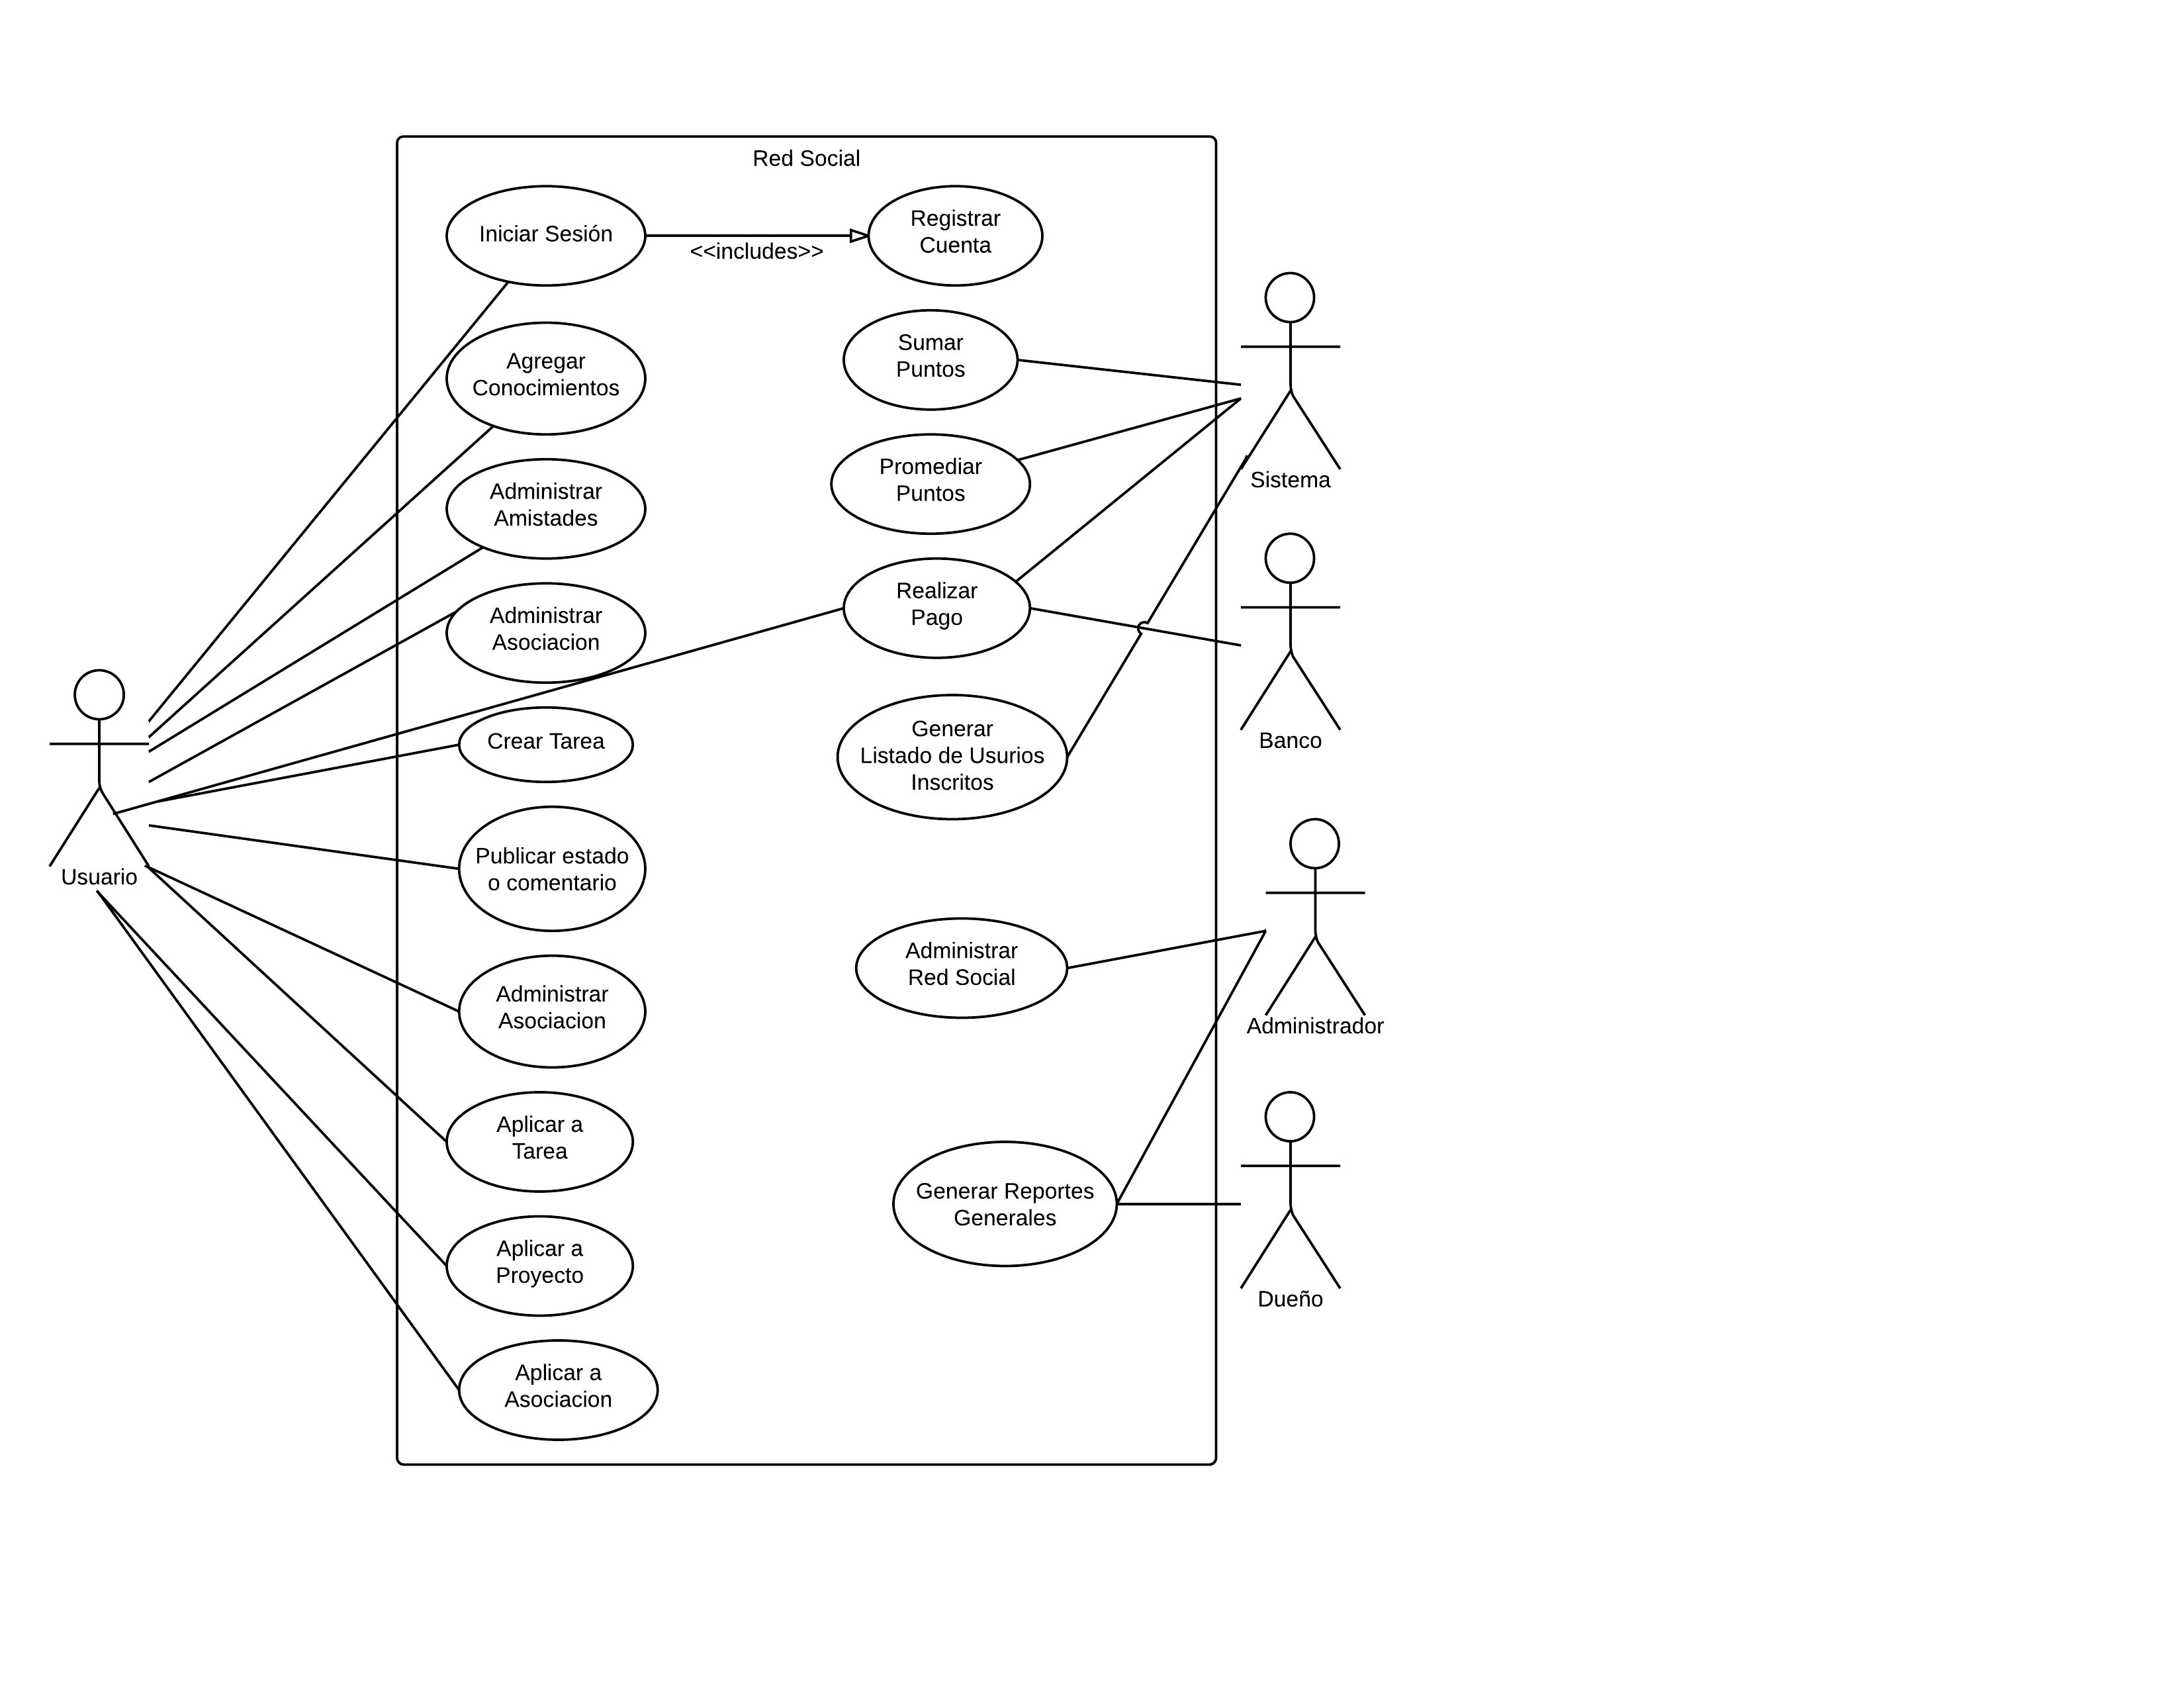 Red Social
Iniciar Sesión
<<includes>>
Registrar
Cuenta
Agregar
Conocimientos
Sumar
Puntos
Administrar
Amistades
Promediar
Puntos
Sistema
Administrar
Asociacion
Realizar
Pago
Crear Tarea
Generar
Listado de Usurios
Inscritos
Banco
Usuario
Publicar estado
o comentario
Administrar
Asociacion
Administrar
Red Social
Administrador
Aplicar a
Tarea
Generar Reportes
Generales
Aplicar a
Proyecto
Dueño
Aplicar a
Asociacion